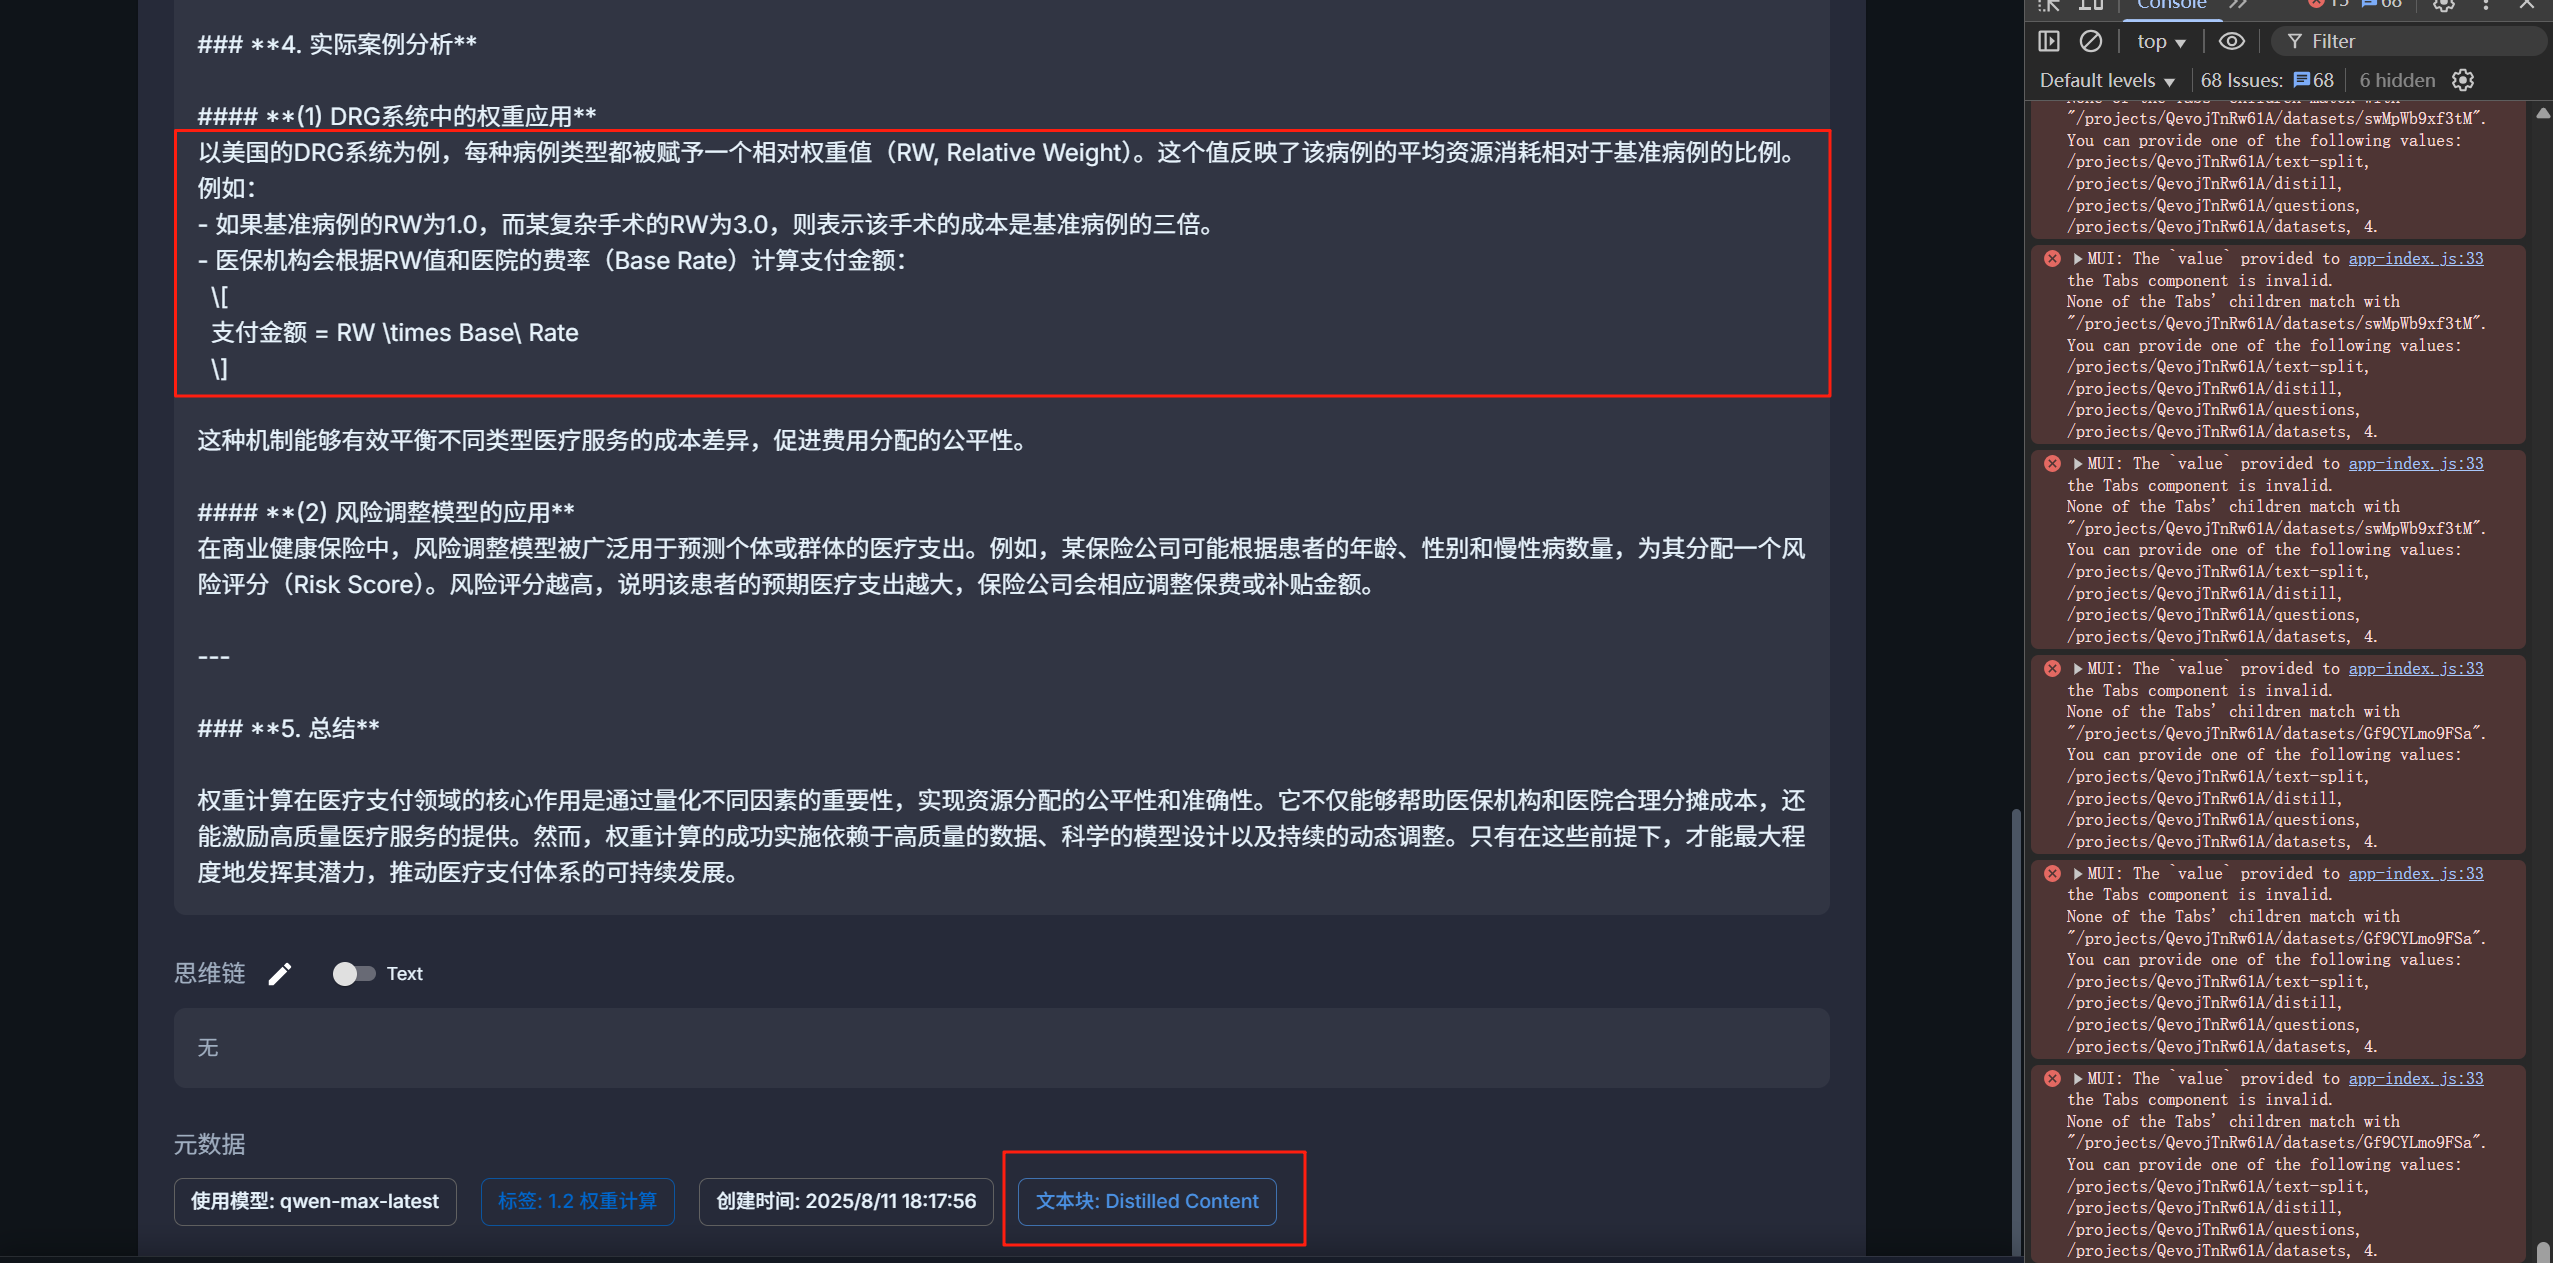 ### **4. 实际案例分析**
#### **(1) DRG系统中的权重应用**
以美国的DRG系统为例，每种病例类型都被赋予一个相对权重值（RW, Relative Weight）。这个值反映了该病例的平均资源消耗相对于基准病例的比例。
例如：
- 如果基准病例的RW为1.0，而某复杂手术的RW为3.0，则表示该手术的成本是基准病例的三倍。
- 医保机构会根据RW值和医院的费率（Base Rate）计算支付金额：
\[
支付金额 = RW \times Base\ Rate
\]
这种机制能够有效平衡不同类型医疗服务的成本差异，促进费用分配的公平性。
#### **(2) 风险调整模型的应用**
在商业健康保险中，风险调整模型被广泛用于预测个体或群体的医疗支出。例如，某保险公司可能根据患者的年龄、性别和慢性病数量，为其分配一个风
险评分（Risk Score）。风险评分越高，说明该患者的预期医疗支出越大，保险公司会相应调整保费或补贴金额。
---
### **5. 总结**
权重计算在医疗支付领域的核心作用是通过量化不同因素的重要性，实现资源分配的公平性和准确性。它不仅能够帮助医保机构和医院合理分摊成本，还
能激励高质量医疗服务的提供。然而，权重计算的成功实施依赖于高质量的数据、科学的模型设计以及持续的动态调整。只有在这些前提下，才能最大程
度地发挥其潜力，推动医疗支付体系的可持续发展。
思维链 Text
无
元数据
使用模型: qwen-max-latest
标签: 1.2 权重计算
创建时间: 2025/8/11 18:17:56
文本块: Distilled Content
Console
top
Filter
Default levels
68 Issues: 68
6 hidden
None of the Tabs' children match with
"/projects/QevojTnRw61A/datasets/swMpWb9xf3tM".
You can provide one of the following values:
/projects/QevojTnRw61A/text-split,
/projects/QevojTnRw61A/distill,
/projects/QevojTnRw61A/questions,
/projects/QevojTnRw61A/datasets, 4.
MUI: The `value` provided to app-index.js:33
the Tabs component is invalid.
None of the Tabs' children match with
"/projects/QevojTnRw61A/datasets/swMpWb9xf3tM".
You can provide one of the following values:
/projects/QevojTnRw61A/text-split,
/projects/QevojTnRw61A/distill,
/projects/QevojTnRw61A/questions,
/projects/QevojTnRw61A/datasets, 4.
MUI: The `value` provided to app-index.js:33
the Tabs component is invalid.
None of the Tabs' children match with
"/projects/QevojTnRw61A/datasets/swMpWb9xf3tM".
You can provide one of the following values:
/projects/QevojTnRw61A/text-split,
/projects/QevojTnRw61A/distill,
/projects/QevojTnRw61A/questions,
/projects/QevojTnRw61A/datasets, 4.
MUI: The `value` provided to app-index.js:33
the Tabs component is invalid.
None of the Tabs' children match with
"/projects/QevojTnRw61A/datasets/Gf9CYLmo9FSa".
You can provide one of the following values:
/projects/QevojTnRw61A/text-split,
/projects/QevojTnRw61A/distill,
/projects/QevojTnRw61A/questions,
/projects/QevojTnRw61A/datasets, 4.
MUI: The `value` provided to app-index.js:33
the Tabs component is invalid.
None of the Tabs' children match with
"/projects/QevojTnRw61A/datasets/Gf9CYLmo9FSa".
You can provide one of the following values:
/projects/QevojTnRw61A/text-split,
/projects/QevojTnRw61A/distill,
/projects/QevojTnRw61A/questions,
/projects/QevojTnRw61A/datasets, 4.
MUI: The `value` provided to app-index.js:33
the Tabs component is invalid.
None of the Tabs' children match with
"/projects/QevojTnRw61A/datasets/Gf9CYLmo9FSa".
You can provide one of the following values:
/projects/QevojTnRw61A/text-split,
/projects/QevojTnRw61A/distill,
/projects/QevojTnRw61A/questions,
/projects/QevojTnRw61A/datasets, 4.